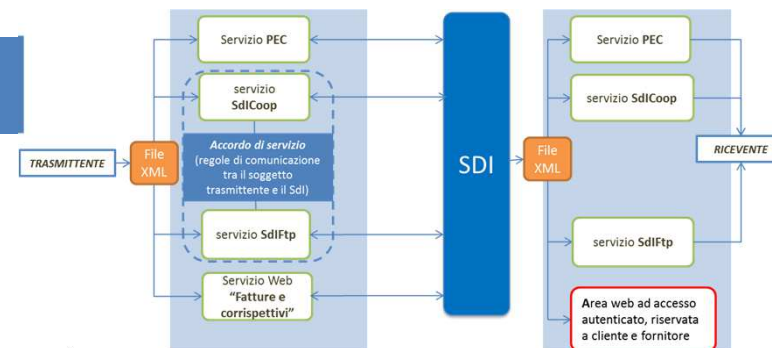 TRASMITTENTE
File
XML
Servizio PEC
servizio
SdICoop
Accordo di servizio
(regole di comunicazione
tra il soggetto
trasmittente e il SdI)
servizio SdIFtp
Servizio Web
"Fatture e
corrispettivi"
SDI
File
XML
Servizio PEC
servizio SdICoop
servizio SdIFtp
Area web ad accesso
autenticato, riservata
a cliente e fornitore
RICEVENTE